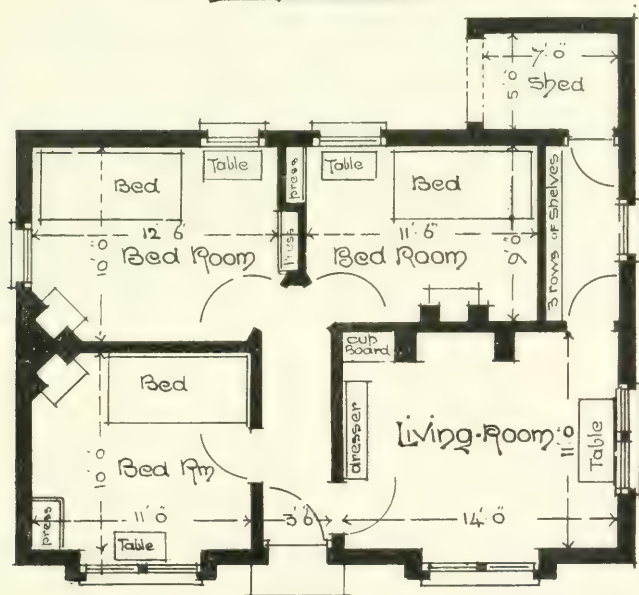 7'.0"
5'.0"
Shed
Table
Table
Bed
press
Bed
press
12'6"
11'.6"
Bed Room
Bed Room
10'.0"
9'.0"
3 rows of Shelves
Cup
Board
Bed
dresser
Living-Room
11'.0"
Table
10'.0"
Bed Rm
press
11'.0"
3'6"
14'.0"
Table